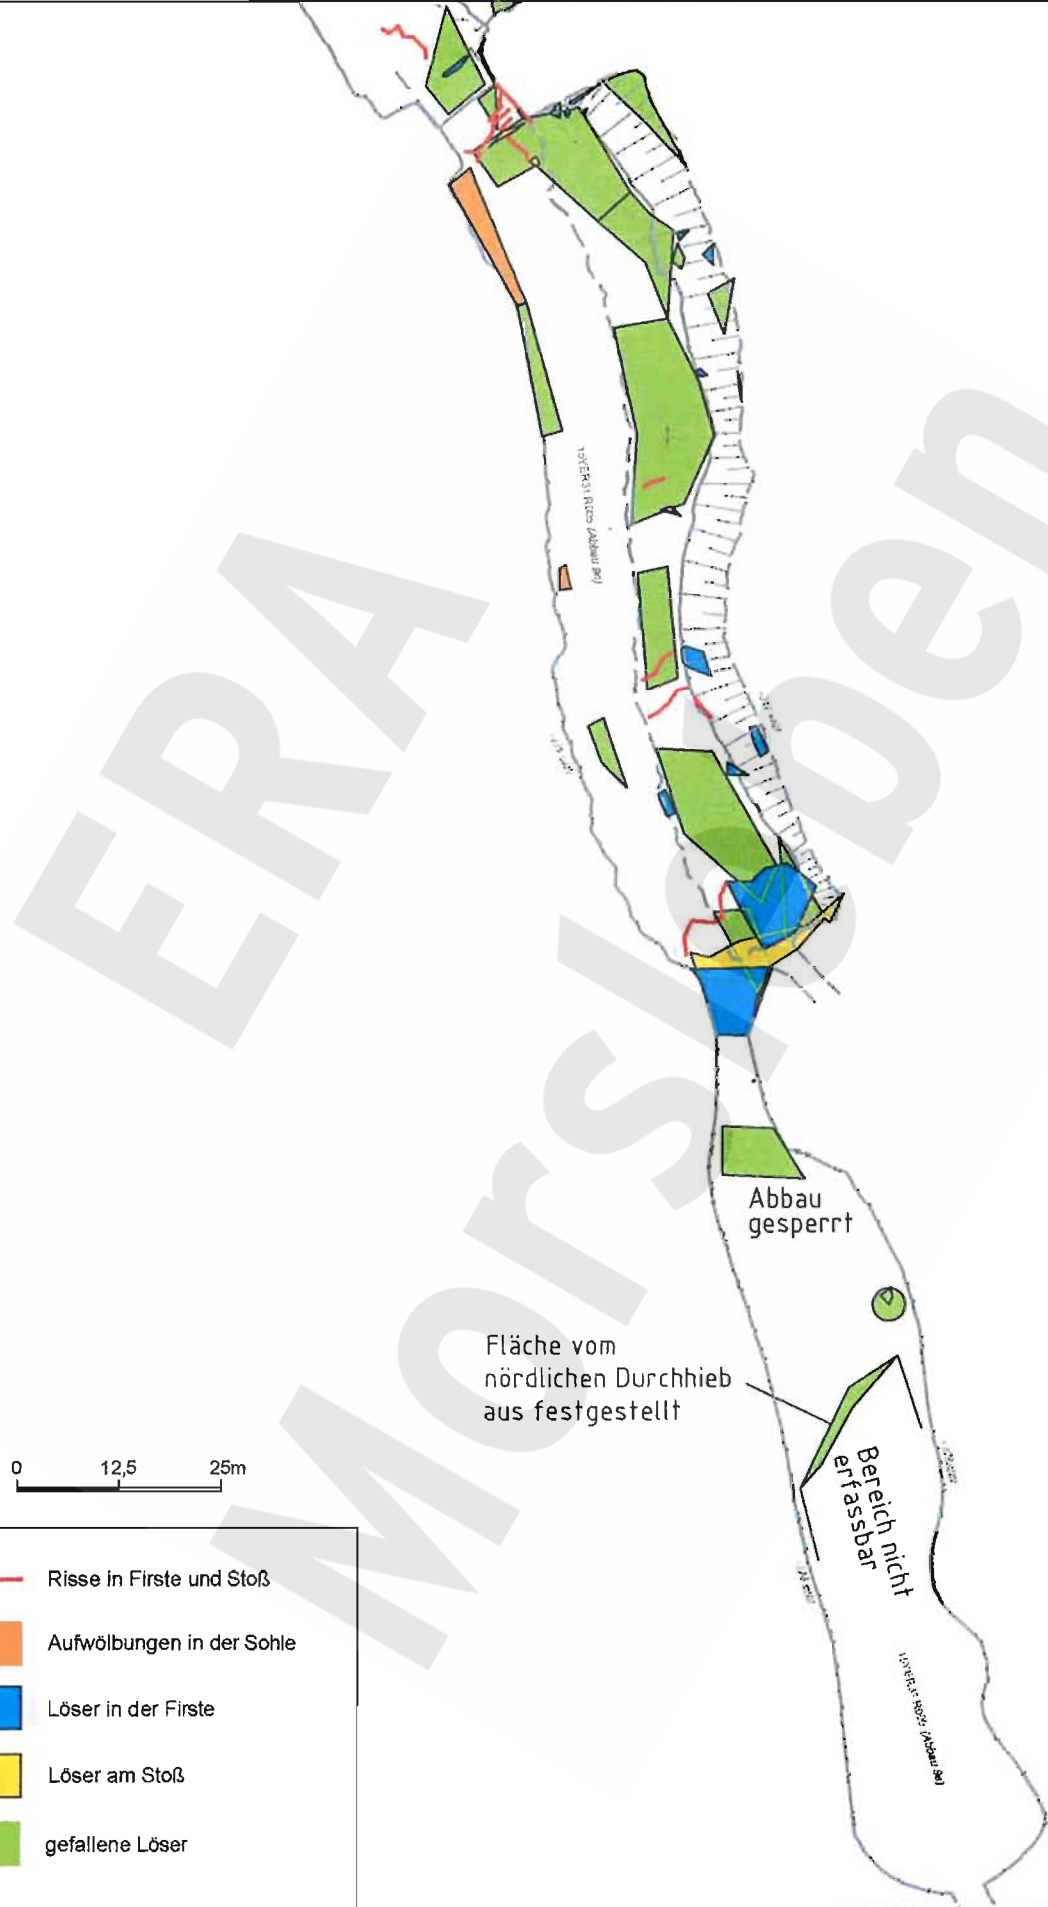 Abbau
gesperrt
Fläche vom
nördlichen Durchhieb
aus festgestellt
Bereich nicht
erfassbar
0 12,5 25m
Risse in Firste und Stoß
Aufwölbungen in der Sohle
Löser in der Firste
Löser am Stoß
gefallene Löser
ERA
Morsleben